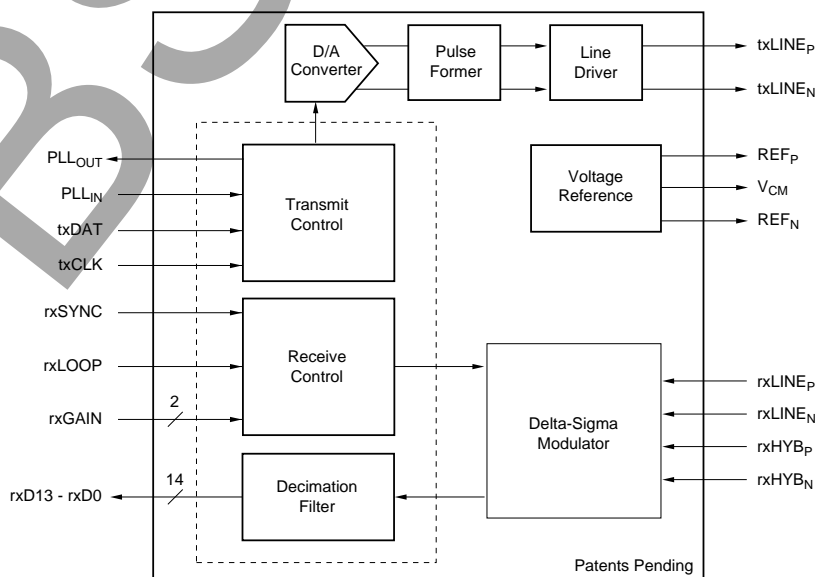 D/A
Converter
Pulse
Former
Line
Driver
txLINEP
txLINEN
PLLOUT
PLLIN
txDAT
txCLK
Transmit
Control
Voltage
Reference
REFP
VCM
REFN
rxSYNC
rxLOOP
rxGAIN
2
Receive
Control
Delta-Sigma
Modulator
rxLINEP
rxLINEN
rxHYBP
rxHYBN
rxD13 - rxD0
14
Decimation
Filter
Patents Pending